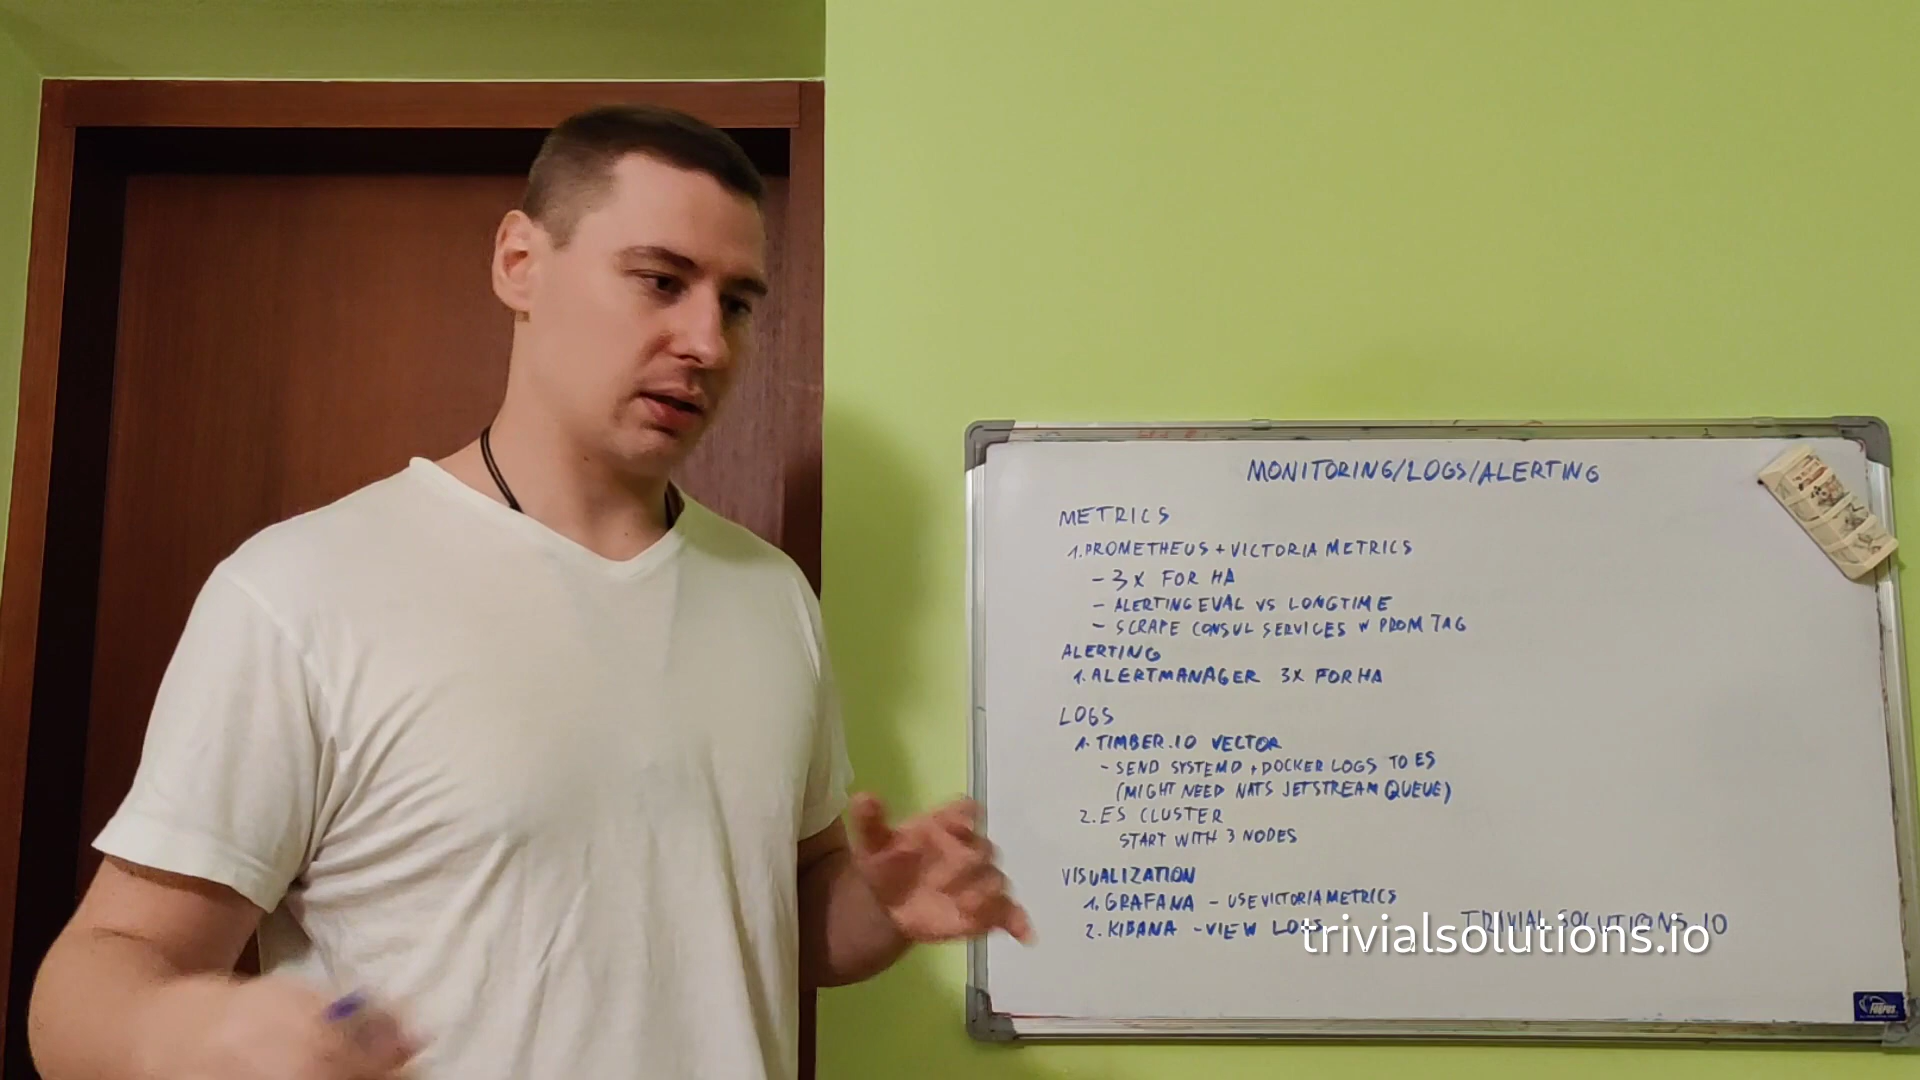 MONITORING/LOGS/ALERTING
METRICS
1. PROMETHEUS + VICTORIA METRICS
- 3X FOR HA
- ALERTING EVAL VS LONGTIME
- SCRAPE CONSUL SERVICES W PROM TAG
ALERTING
1. ALERTMANAGER 3X FOR HA
LOGS
1. TIMBER.IO VECTOR
- SEND SYSTEMD + DOCKER LOGS TO ES
(MIGHT NEED NATS JETSTREAM QUEUE)
2. ES CLUSTER
START WITH 3 NODES
VISUALIZATION
1. GRAFANA - USE VICTORIA METRICS
2. KIBANA - VIEW LOGS
TRIVIALSOLUTIONS.IO
trivialsolutions.io